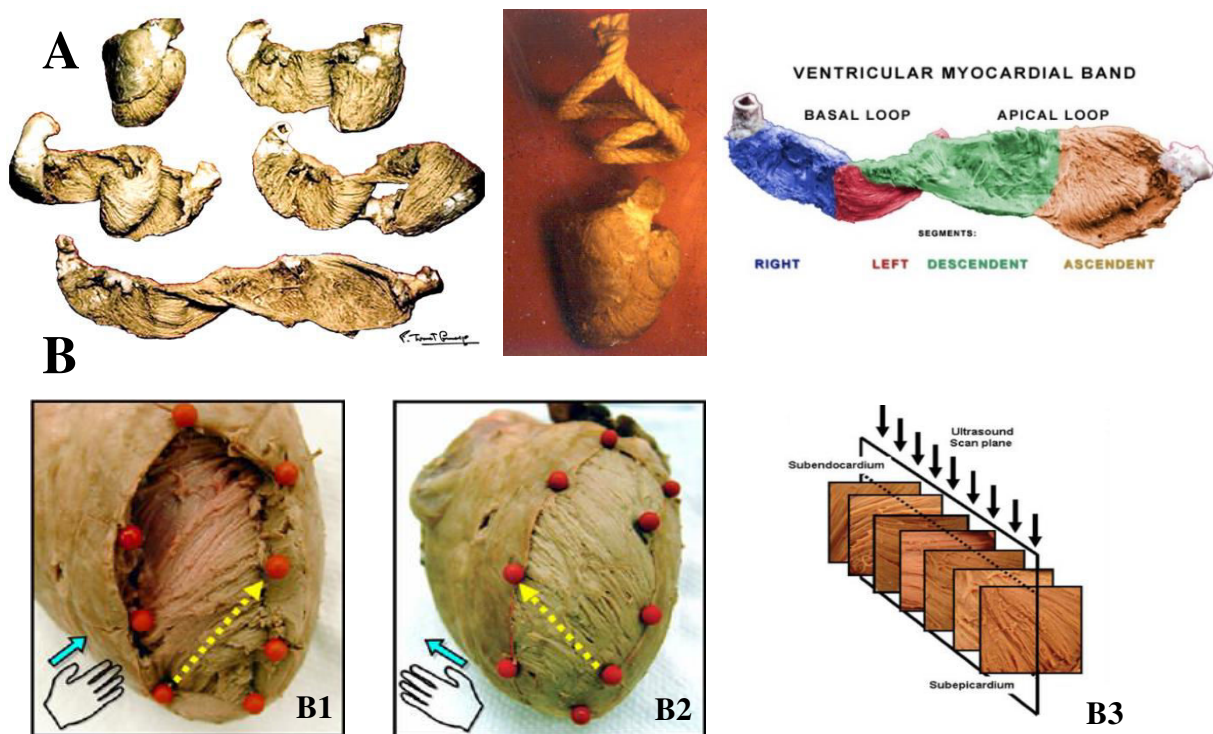 A
VENTRICULAR MYOCARDIAL BAND
BASAL LOOP
APICAL LOOP
SEGMENTS:
RIGHT
LEFT
DESCENDENT
ASCENDENT
B
B1
B2
Ultrasound
Scan plane
Subendocardium
Subepicardium
B3